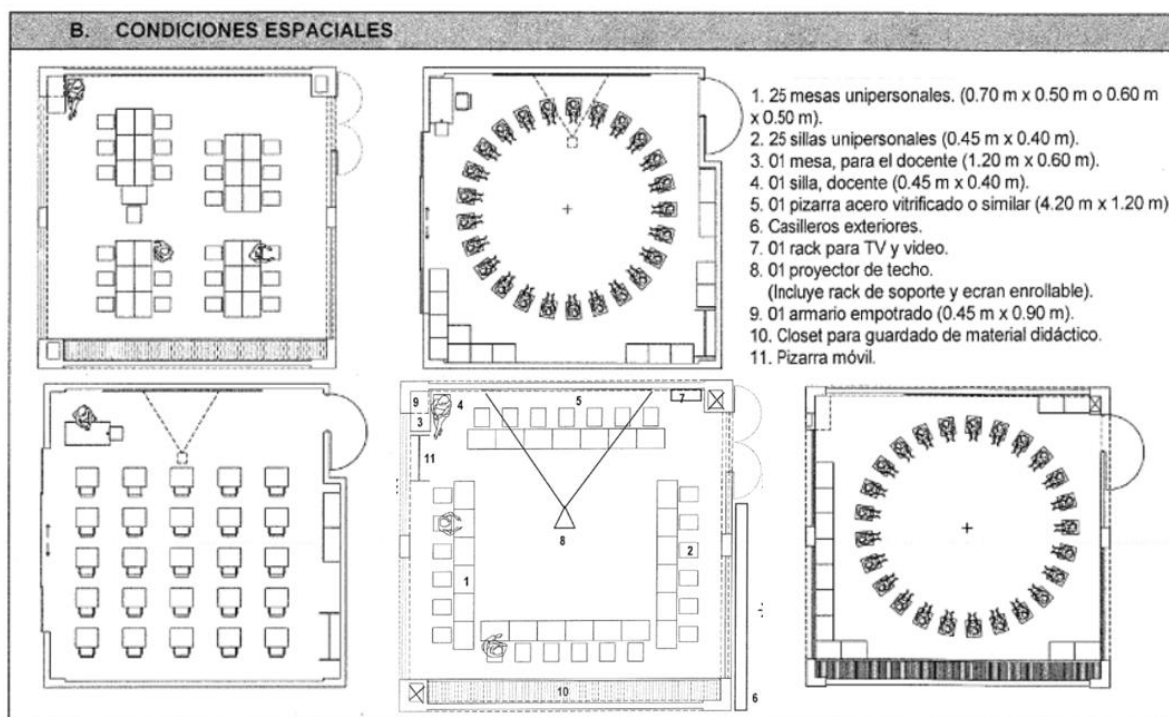 B. CONDICIONES ESPACIALES
1. 25 mesas unipersonales. (0.70 m x 0.50 m o 0.60 m
x 0.50 m).
2. 25 sillas unipersonales (0.45 m x 0.40 m).
3. 01 mesa, para el docente (1.20 m x 0.60 m).
4. 01 silla, docente (0.45 m x 0.40 m).
5. 01 pizarra acero vitrificado o similar (4.20 m x 1.20 m)
6. Casilleros exteriores.
7. 01 rack para TV y video.
8. 01 proyector de techo.
(Incluye rack de soporte y ecran enrollable).
9. 01 armario empotrado (0.45 m x 0.90 m).
10. Closet para guardado de material didáctico.
11. Pizarra móvil.
9
4
5
7
3
11
8
2
1
10
6